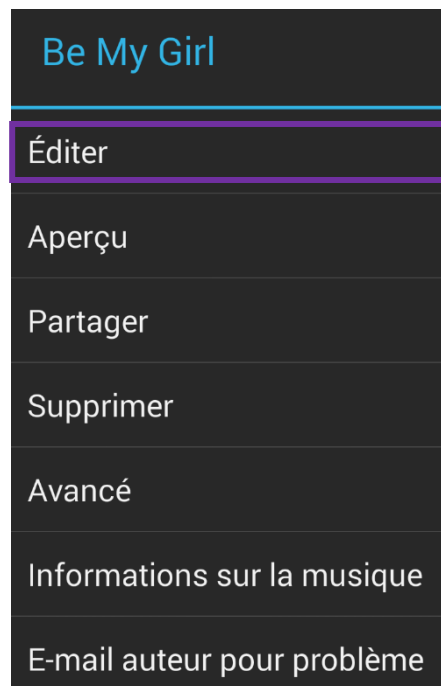 Be My Girl
Éditer
Aperçu
Partager
Supprimer
Avancé
Informations sur la musique
E-mail auteur pour problème